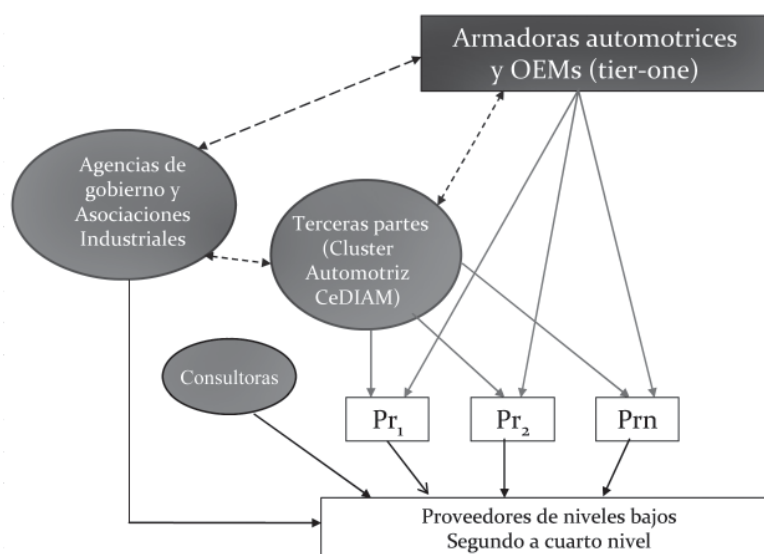 Armadoras automotrices
y OEMs (tier-one)
Agencias de
gobierno y
Asociaciones
Industriales
Terceras partes
(Cluster
Automotriz
CeDIAM)
Consultoras
Pr₁
Pr₂
Prn
Proveedores de niveles bajos
Segundo a cuarto nivel